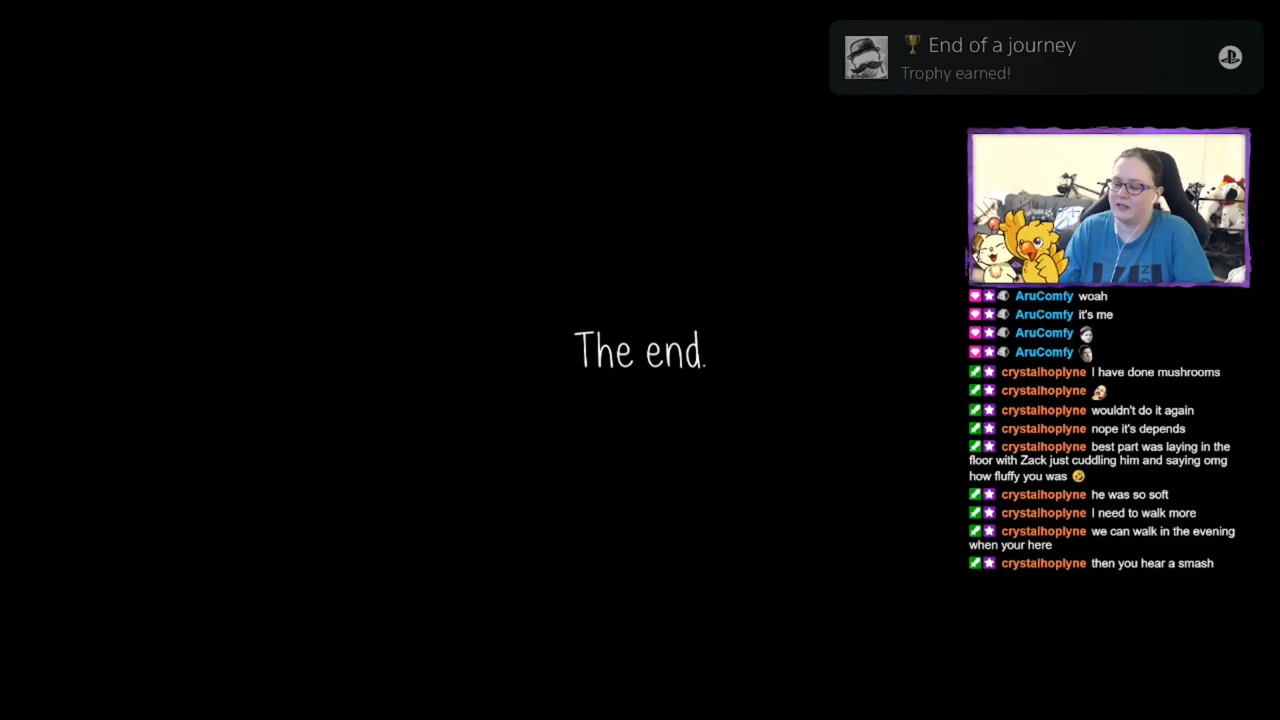 End of a journey
Trophy earned!
The end.
AruComfy woah
AruComfy it's me
AruComfy
AruComfy
crystalhoplyne I have done mushrooms
crystalhoplyne
crystalhoplyne wouldn't do it again
crystalhoplyne nope it's depends
crystalhoplyne best part was laying in the
floor with Zack just cuddling him and saying omg
how fluffy you was
crystalhoplyne he was so soft
crystalhoplyne I need to walk more
crystalhoplyne we can walk in the evening
when your here
crystalhoplyne then you hear a smash